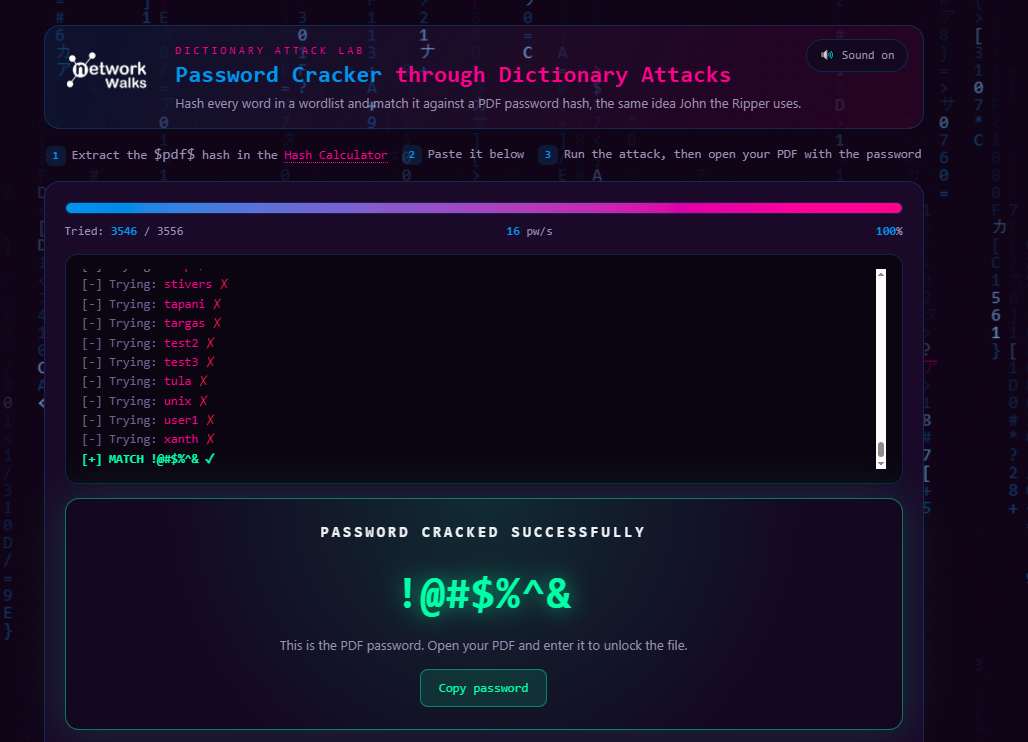 network
Walks
DICTIONARY ATTACK LAB
Password Cracker through Dictionary Attacks
Hash every word in a wordlist and match it against a PDF password hash, the same idea John the Ripper uses.
Sound on
1 Extract the $pdf$ hash in the Hash Calculator 2 Paste it below 3 Run the attack, then open your PDF with the password
Tried: 3546 / 3556 16 pw/s 100%
[-] Trying: stivers ✗
[-] Trying: tapani ✗
[-] Trying: targas ✗
[-] Trying: test2 ✗
[-] Trying: test3 ✗
[-] Trying: tula ✗
[-] Trying: unix ✗
[-] Trying: user1 ✗
[-] Trying: xanth ✗
[+] MATCH !@#$%^& ✓
PASSWORD CRACKED SUCCESSFULLY
!@#$%^&
This is the PDF password. Open your PDF and enter it to unlock the file.
Copy password